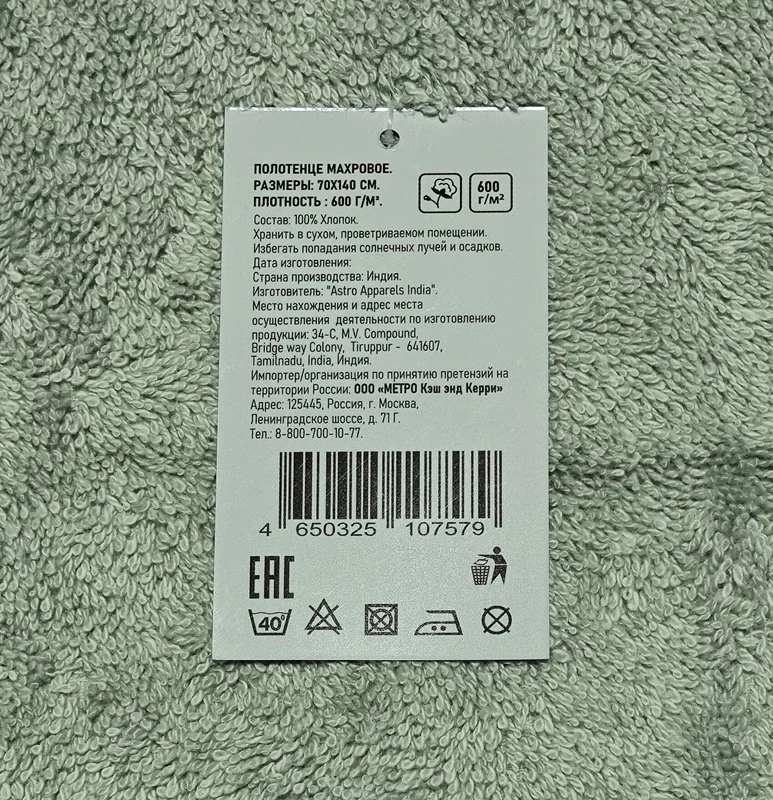 ПОЛОТЕНЦЕ МАХРОВОЕ.
РАЗМЕРЫ: 70Х140 СМ.
ПЛОТНОСТЬ : 600 Г/М².
600
г/м²
Состав: 100% Хлопок.
Хранить в сухом, проветриваемом помещении.
Избегать попадания солнечных лучей и осадков.
Дата изготовления:
Страна производства: Индия.
Изготовитель: "Astro Apparels India".
Место нахождения и адрес места
осуществления деятельности по изготовлению
продукции: 34-C, M.V. Compound,
Bridge way Colony, Tiruppur - 641607,
Tamilnadu, India, Индия.
Импортер/организация по принятию претензий на
территории России: ООО «МЕТРО Кэш энд Керри»
Адрес: 125445, Россия, г. Москва,
Ленинградское шоссе, д. 71 Г.
Тел.: 8-800-700-10-77.
4 650325 107579
EAC
40°